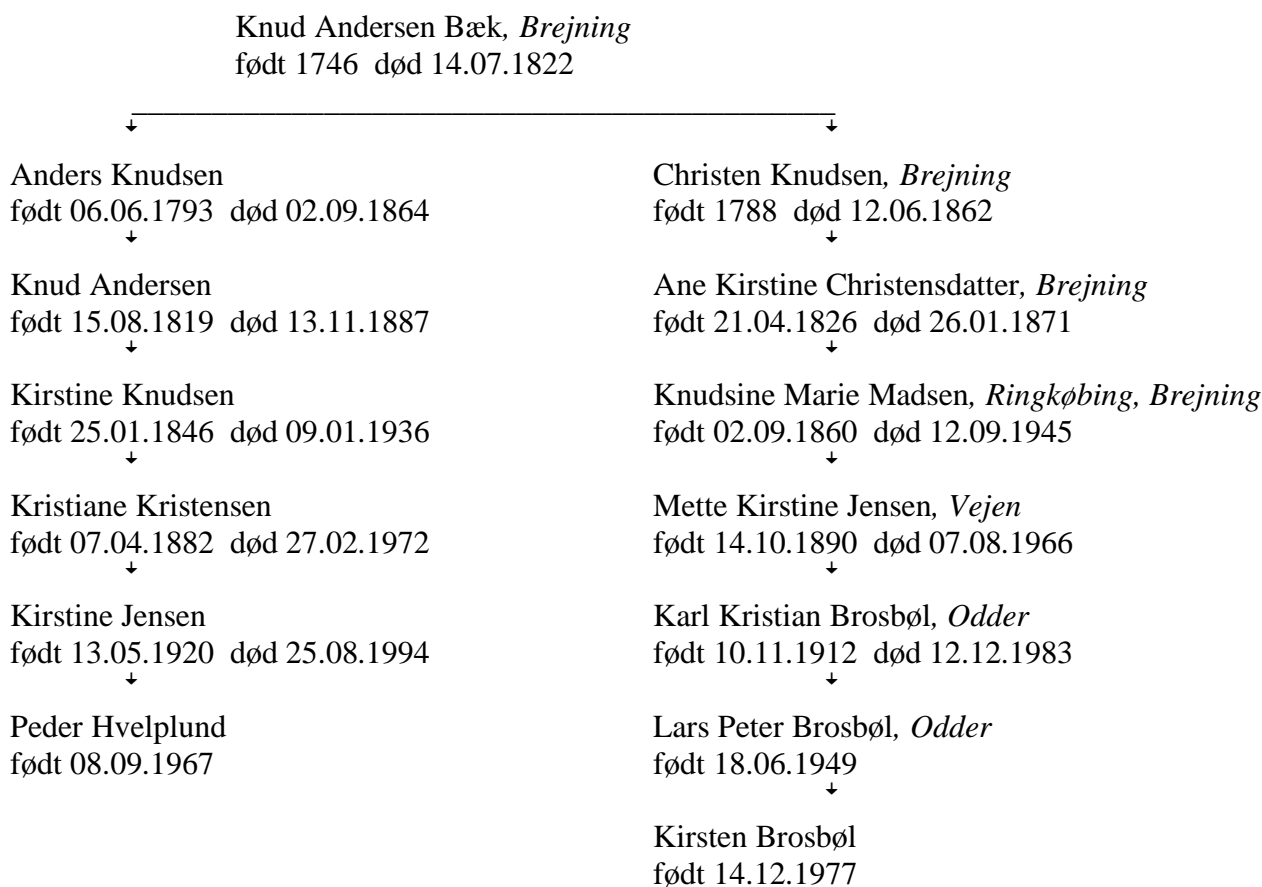 Knud Andersen Bæk, Brejning
født 1746 død 14.07.1822
Anders Knudsen
født 06.06.1793 død 02.09.1864
Christen Knudsen, Brejning
født 1788 død 12.06.1862
Knud Andersen
født 15.08.1819 død 13.11.1887
Ane Kirstine Christensdatter, Brejning
født 21.04.1826 død 26.01.1871
Kirstine Knudsen
født 25.01.1846 død 09.01.1936
Knudsine Marie Madsen, Ringkøbing, Brejning
født 02.09.1860 død 12.09.1945
Kristiane Kristensen
født 07.04.1882 død 27.02.1972
Mette Kirstine Jensen, Vejen
født 14.10.1890 død 07.08.1966
Kirstine Jensen
født 13.05.1920 død 25.08.1994
Karl Kristian Brosbøl, Odder
født 10.11.1912 død 12.12.1983
Peder Hvelplund
født 08.09.1967
Lars Peter Brosbøl, Odder
født 18.06.1949
Kirsten Brosbøl
født 14.12.1977